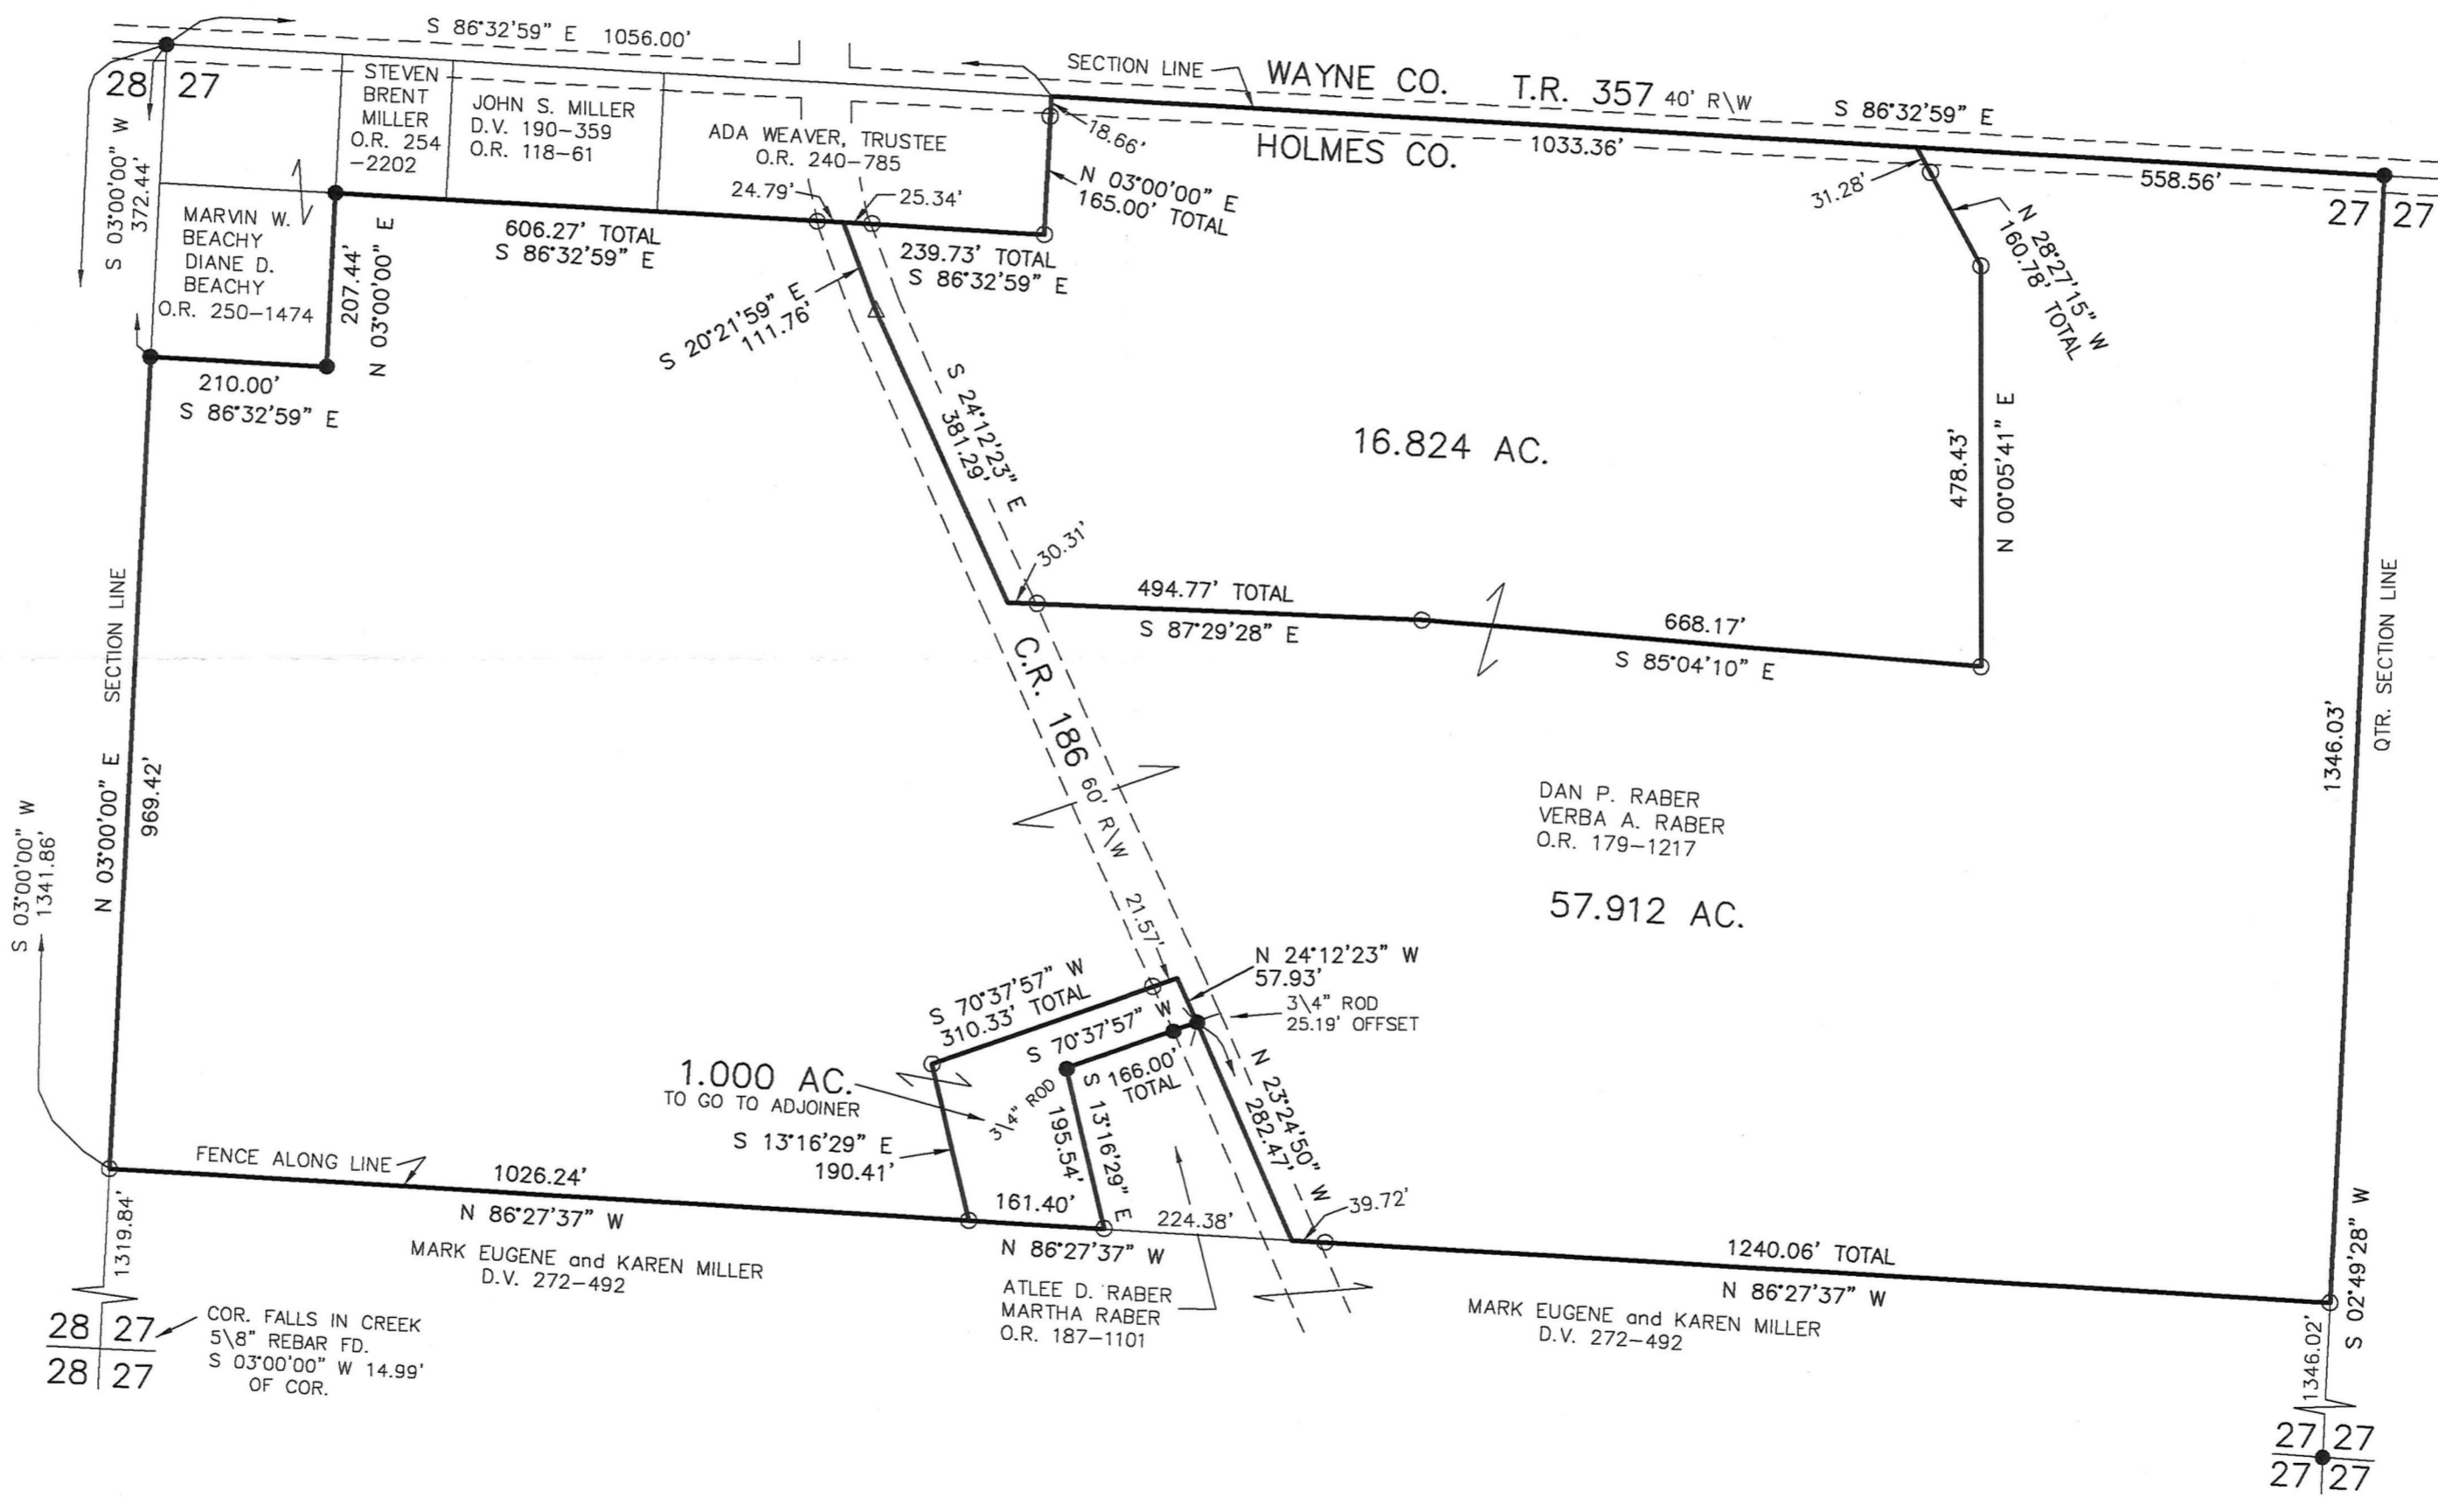 S 86°32'59" E 1056.00'
SECTION LINE
WAYNE CO. T.R. 357 40' R\W
S 86°32'59" E
HOLMES CO.
1033.36'
558.56'
28 27
27 27
STEVEN
BRENT
MILLER
O.R. 254
-2202
JOHN S. MILLER
D.V. 190-359
O.R. 118-61
ADA WEAVER, TRUSTEE
O.R. 240-785
18.66'
N 03°00'00" E
165.00' TOTAL
24.79'
25.34'
31.28'
N 28°27'15" W
160.78' TOTAL
S 03°00'00" W
372.44'
MARVIN W.
BEACHY
DIANE D.
BEACHY
O.R. 250-1474
207.44'
N 03°00'00" E
606.27' TOTAL
S 86°32'59" E
239.73' TOTAL
S 86°32'59" E
S 20°21'59" E
111.76'
210.00'
S 86°32'59" E
S 24°12'23" E
381.29'
16.824 AC.
478.43'
N 00°05'41" E
30.31'
494.77' TOTAL
S 87°29'28" E
668.17'
S 85°04'10" E
SECTION LINE
N 03°00'00" E
969.42'
S 03°00'00" W
1341.86'
C.R. 186 60' R\W
QTR. SECTION LINE
1346.03'
DAN P. RABER
VERBA A. RABER
O.R. 179-1217
57.912 AC.
21.57'
N 24°12'23" W
57.93'
3\4" ROD
25.19' OFFSET
S 70°37'57" W
310.33' TOTAL
S 70°37'57" W
166.00'
TOTAL
1.000 AC.
TO GO TO ADJOINER
3\4" ROD
S 13°16'29" E
195.54'
S 13°16'29" E
190.41'
N 23°24'50" W
282.47'
39.72'
FENCE ALONG LINE
1026.24'
N 86°27'37" W
161.40'
224.38'
N 86°27'37" W
1240.06' TOTAL
N 86°27'37" W
S 02°49'28" W
1319.84'
MARK EUGENE and KAREN MILLER
D.V. 272-492
ATLEE D. RABER
MARTHA RABER
O.R. 187-1101
MARK EUGENE and KAREN MILLER
D.V. 272-492
1346.02'
28 27
28 27
COR. FALLS IN CREEK
5\8" REBAR FD.
S 03°00'00" W 14.99'
OF COR.
27 27
27 27